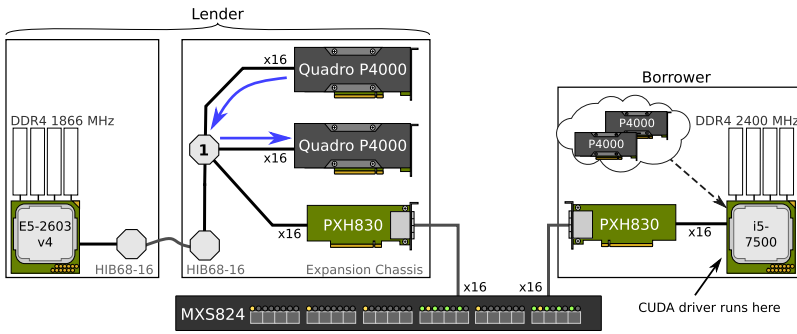 Lender
DDR4 1866 MHz
E5-2603
v4
HIB68-16
x16
Quadro P4000
Quadro P4000
x16
1
x16
PXH830
HIB68-16
Expansion Chassis
Borrower
P4000
P4000
DDR4 2400 MHz
PXH830
x16
i5-
7500
CUDA driver runs here
x16
x16
MXS824